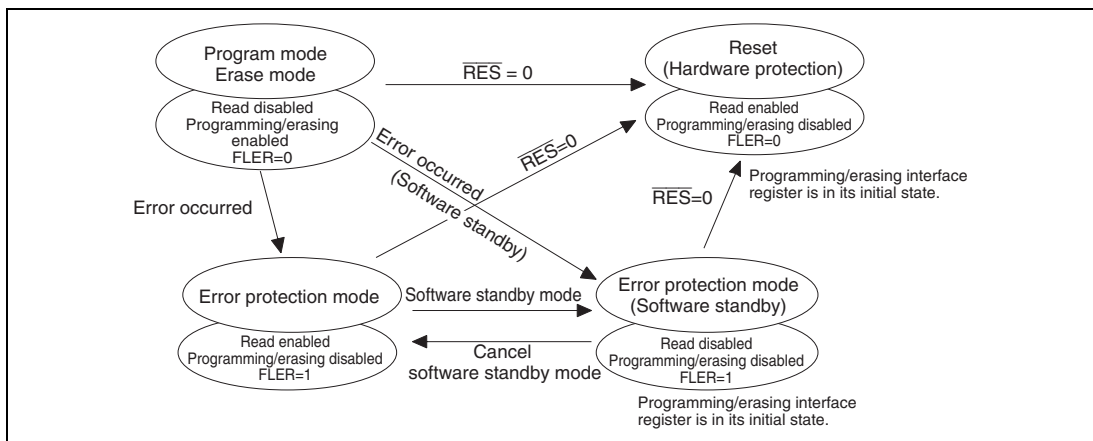 Program mode
Erase mode
Read disabled
Programming/erasing
enabled
FLER=0
RES = 0
Reset
(Hardware protection)
Read enabled
Programming/erasing disabled
FLER=0
Programming/erasing interface
register is in its initial state.
Error occurred
(Software standby)
RES=0
RES=0
Error occurred
Error protection mode
Read enabled
Programming/erasing disabled
FLER=1
Software standby mode
Cancel
software standby mode
Error protection mode
(Software standby)
Read disabled
Programming/erasing disabled
FLER=1
Programming/erasing interface
register is in its initial state.